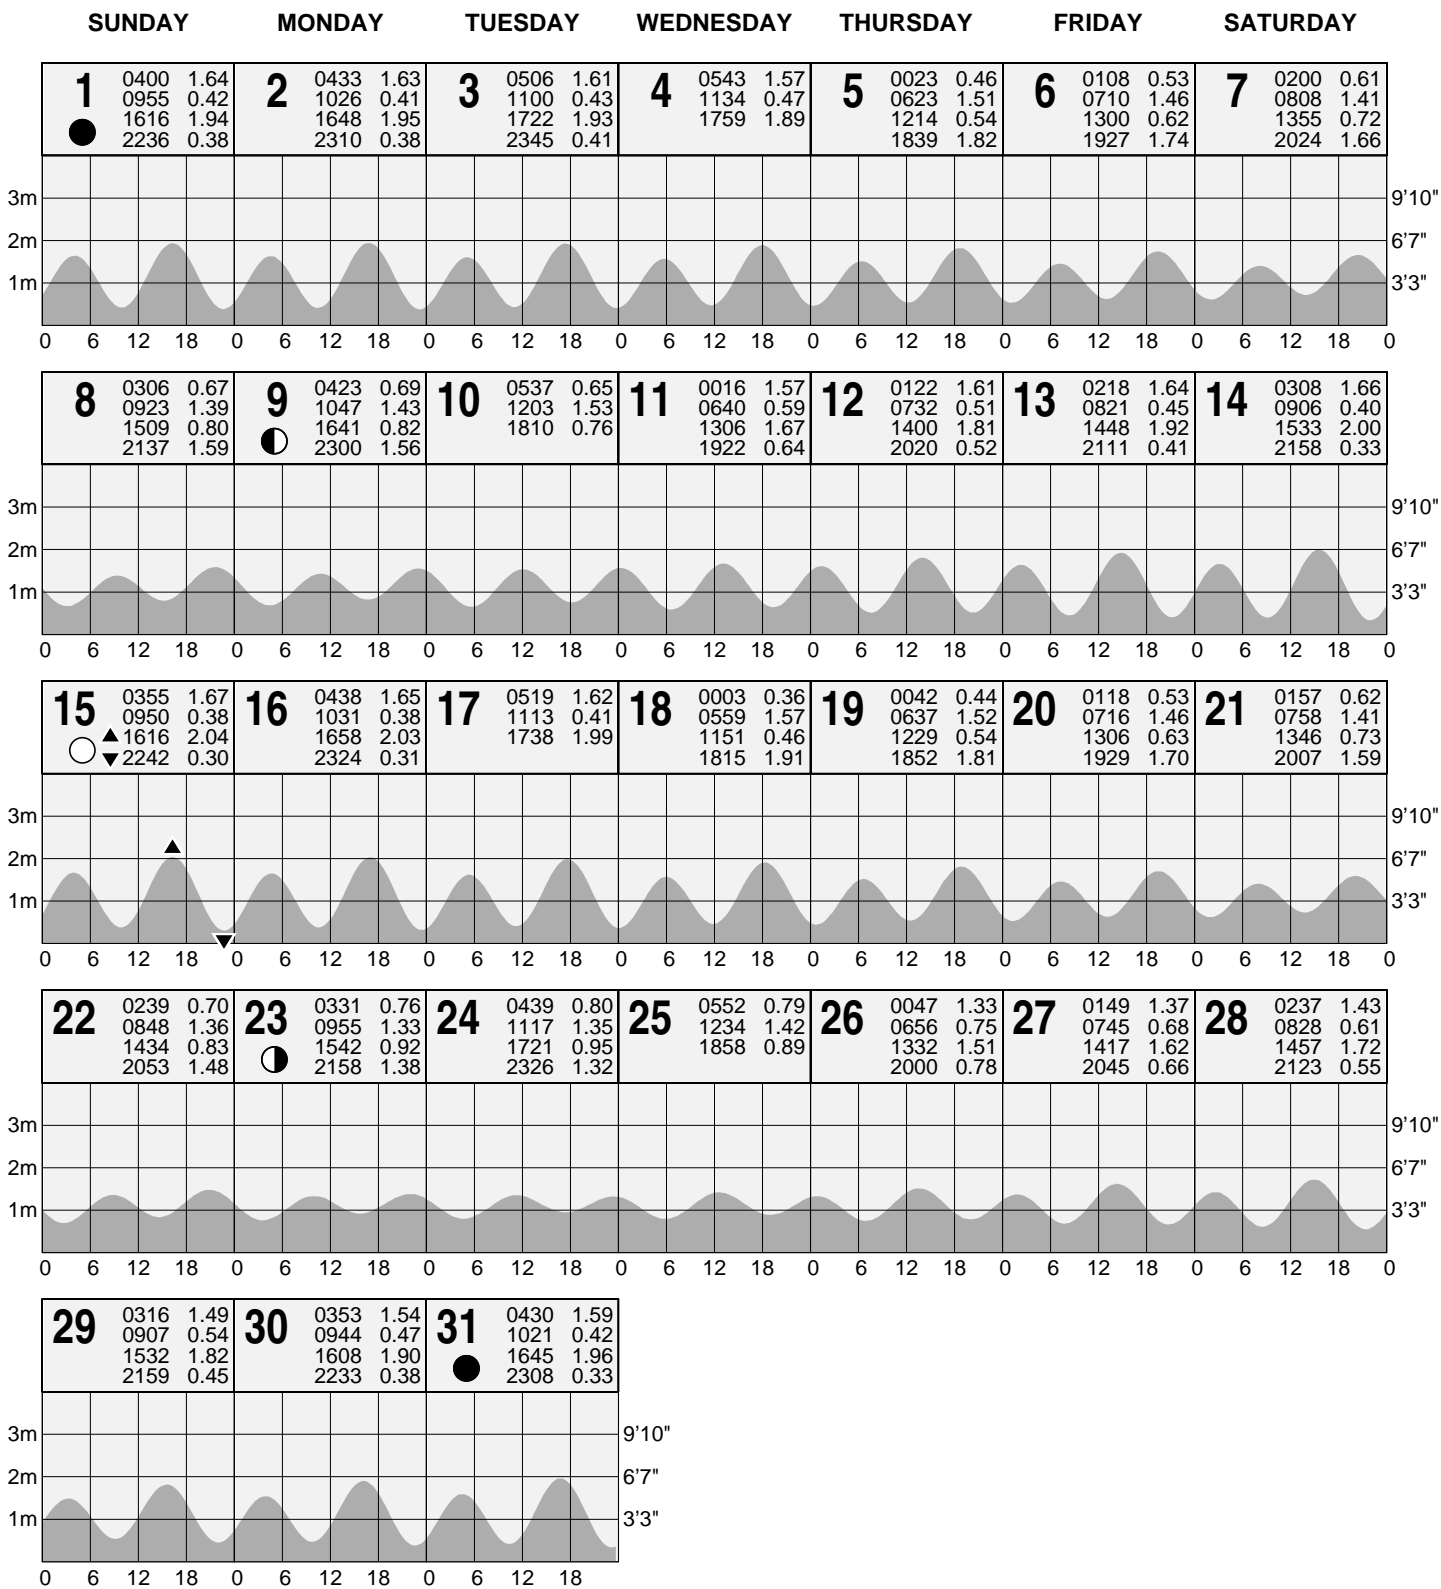 SUNDAY MONDAY TUESDAY WEDNESDAY THURSDAY FRIDAY SATURDAY
1 0400 1.64 2 0433 1.63 3 0506 1.61 4 0543 1.57 5 0023 0.46 6 0108 0.53 7 0200 0.61
0955 0.42 1026 0.41 1100 0.43 1134 0.47 0623 1.51 0710 1.46 0808 1.41
1616 1.94 1648 1.95 1722 1.93 1759 1.89 1214 0.54 1300 0.62 1355 0.72
2236 0.38 2310 0.38 2345 0.41 1839 1.82 1927 1.74 2024 1.66
3m 9'10"
2m 6'7"
1m 3'3"
0 6 12 18 0 6 12 18 0 6 12 18 0 6 12 18 0 6 12 18 0 6 12 18 0 6 12 18 0
8 0306 0.67 9 0423 0.69 10 0537 0.65 11 0016 1.57 12 0122 1.61 13 0218 1.64 14 0308 1.66
0923 1.39 1047 1.43 1203 1.53 0640 0.59 0732 0.51 0821 0.45 0906 0.40
1509 0.80 1641 0.82 1810 0.76 1306 1.67 1400 1.81 1448 1.92 1533 2.00
2137 1.59 2300 1.56 1922 0.64 2020 0.52 2111 0.41 2158 0.33
3m 9'10"
2m 6'7"
1m 3'3"
0 6 12 18 0 6 12 18 0 6 12 18 0 6 12 18 0 6 12 18 0 6 12 18 0 6 12 18 0
15 0355 1.67 16 0438 1.65 17 0519 1.62 18 0003 0.36 19 0042 0.44 20 0118 0.53 21 0157 0.62
0950 0.38 1031 0.38 1113 0.41 0559 1.57 0637 1.52 0716 1.46 0758 1.41
1616 2.04 1658 2.03 1738 1.99 1151 0.46 1229 0.54 1306 0.63 1346 0.73
2242 0.30 2324 0.31 1815 1.91 1852 1.81 1929 1.70 2007 1.59
3m 9'10"
2m 6'7"
1m 3'3"
0 6 12 18 0 6 12 18 0 6 12 18 0 6 12 18 0 6 12 18 0 6 12 18 0 6 12 18 0
22 0239 0.70 23 0331 0.76 24 0439 0.80 25 0552 0.79 26 0047 1.33 27 0149 1.37 28 0237 1.43
0848 1.36 0955 1.33 1117 1.35 1234 1.42 0656 0.75 0745 0.68 0828 0.61
1434 0.83 1542 0.92 1721 0.95 1858 0.89 1332 1.51 1417 1.62 1457 1.72
2053 1.48 2158 1.38 2326 1.32 2000 0.78 2045 0.66 2123 0.55
3m 9'10"
2m 6'7"
1m 3'3"
0 6 12 18 0 6 12 18 0 6 12 18 0 6 12 18 0 6 12 18 0 6 12 18 0 6 12 18 0
29 0316 1.49 30 0353 1.54 31 0430 1.59
0907 0.54 0944 0.47 1021 0.42
1532 1.82 1608 1.90 1645 1.96
2159 0.45 2233 0.38 2308 0.33
3m 9'10"
2m 6'7"
1m 3'3"
0 6 12 18 0 6 12 18 0 6 12 18